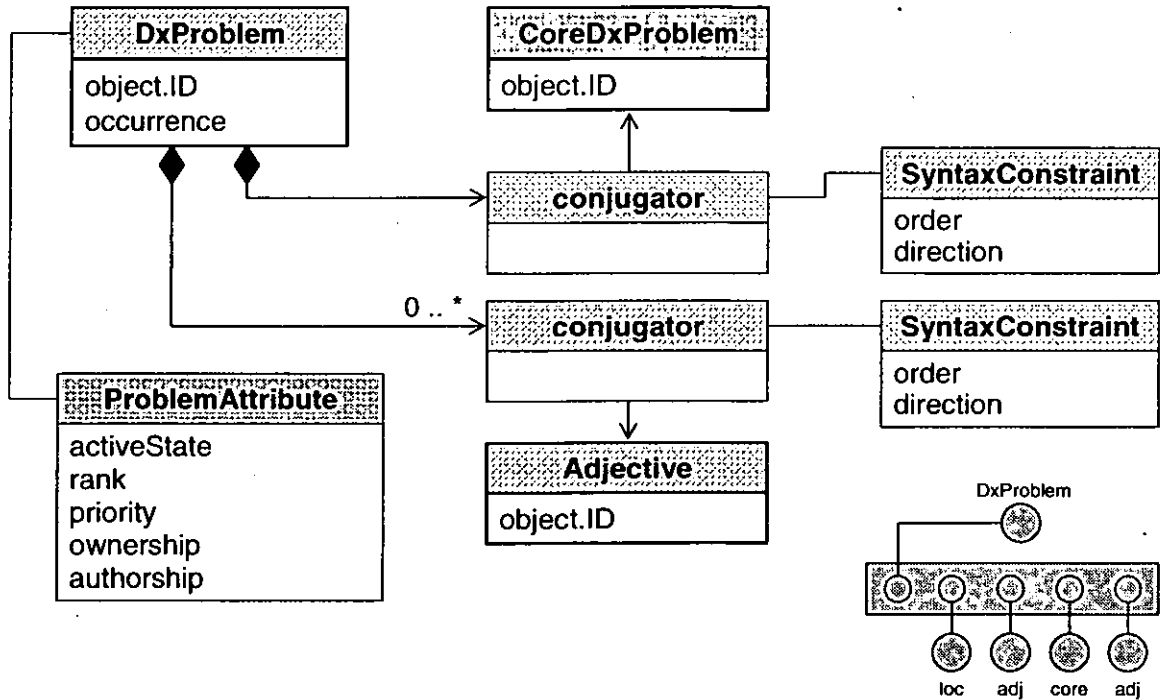 DxProblem
object.ID
occurrence
CoreDxProblem
object.ID
conjugator
SyntaxConstraint
order
direction
0 .. *
conjugator
SyntaxConstraint
order
direction
ProblemAttribute
activeState
rank
priority
ownership
authorship
Adjective
object.ID
DxProblem
loc adj core adj